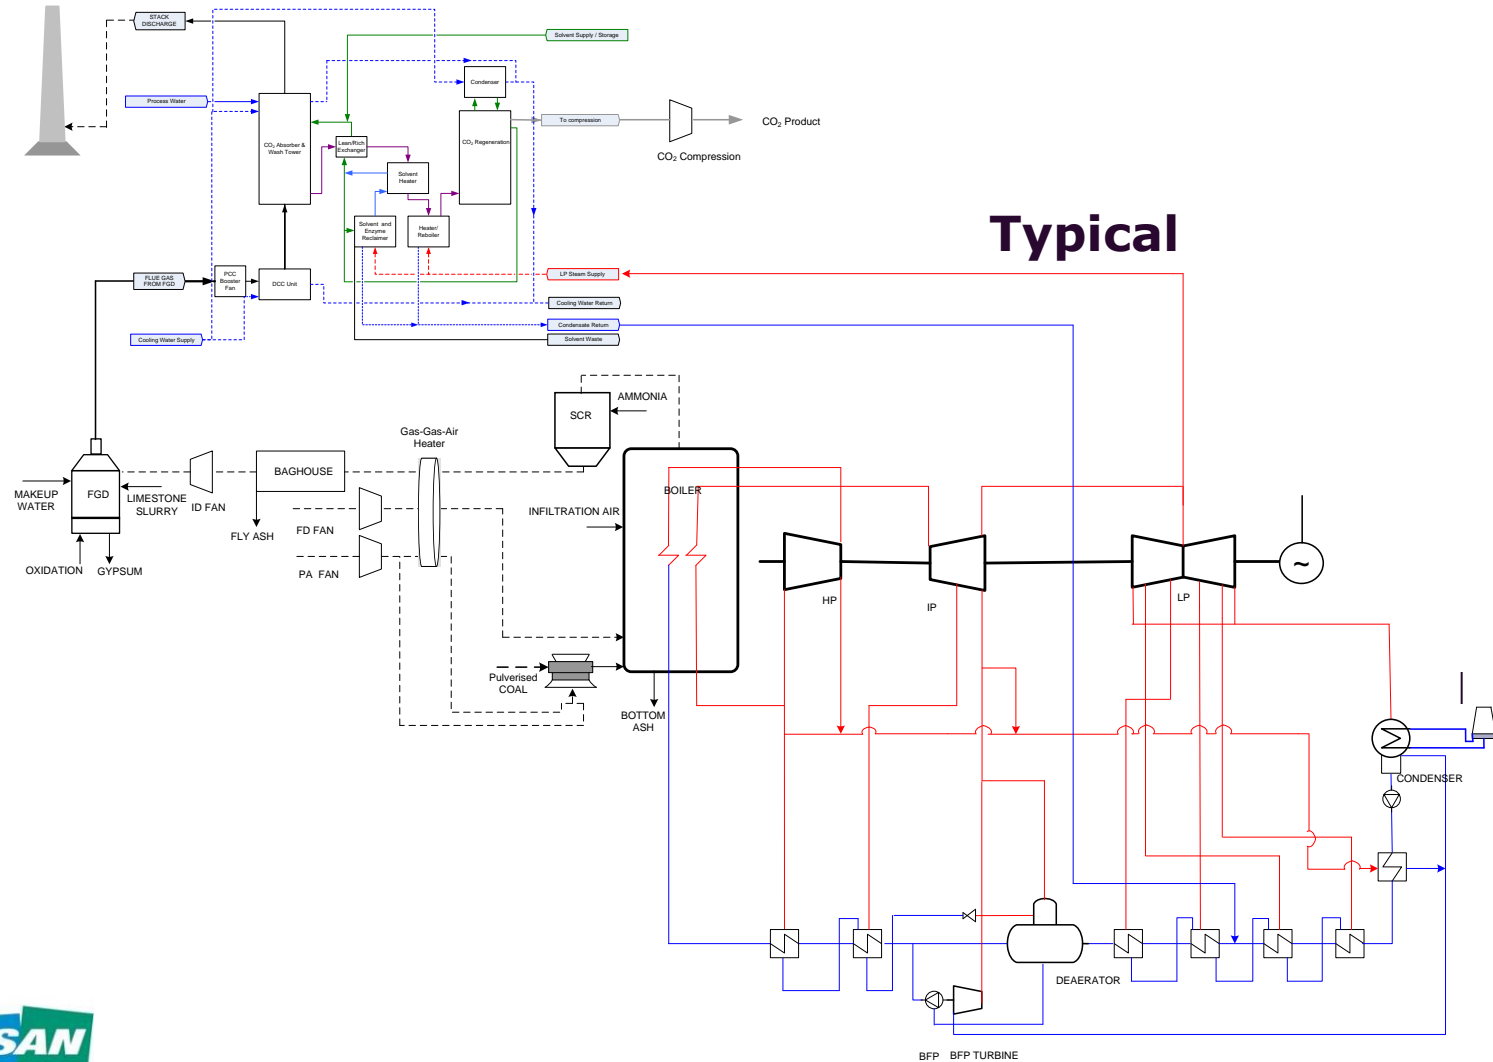 STACK
DISCHARGE
Solvent Supply / Storage
Condenser
Process Water
To compression
CO₂ Product
CO₂ Compression
CO₂ Absorber &
Wash Tower
Lean/Rich
Exchanger
CO₂ Regeneration
Solvent
Heater
Solvent and
Enzyme
Reclaimer
Heater/
Reboiler
Typical
FLUE GAS
FROM FGD
PCC
Booster
Fan
DCC Unit
LP Steam Supply
Cooling Water Return
Condensate Return
Cooling Water Supply
Solvent Waste
SCR
AMMONIA
Gas-Gas-Air
Heater
BAGHOUSE
FGD
MAKEUP
WATER
LIMESTONE
SLURRY
ID FAN
FLY ASH
FD FAN
PA FAN
OXIDATION
GYPSUM
BOILER
INFILTRATION AIR
HP
IP
LP
~
Pulverised
COAL
BOTTOM
ASH
CONDENSER
DEAERATOR
BFP
BFP TURBINE
SAN